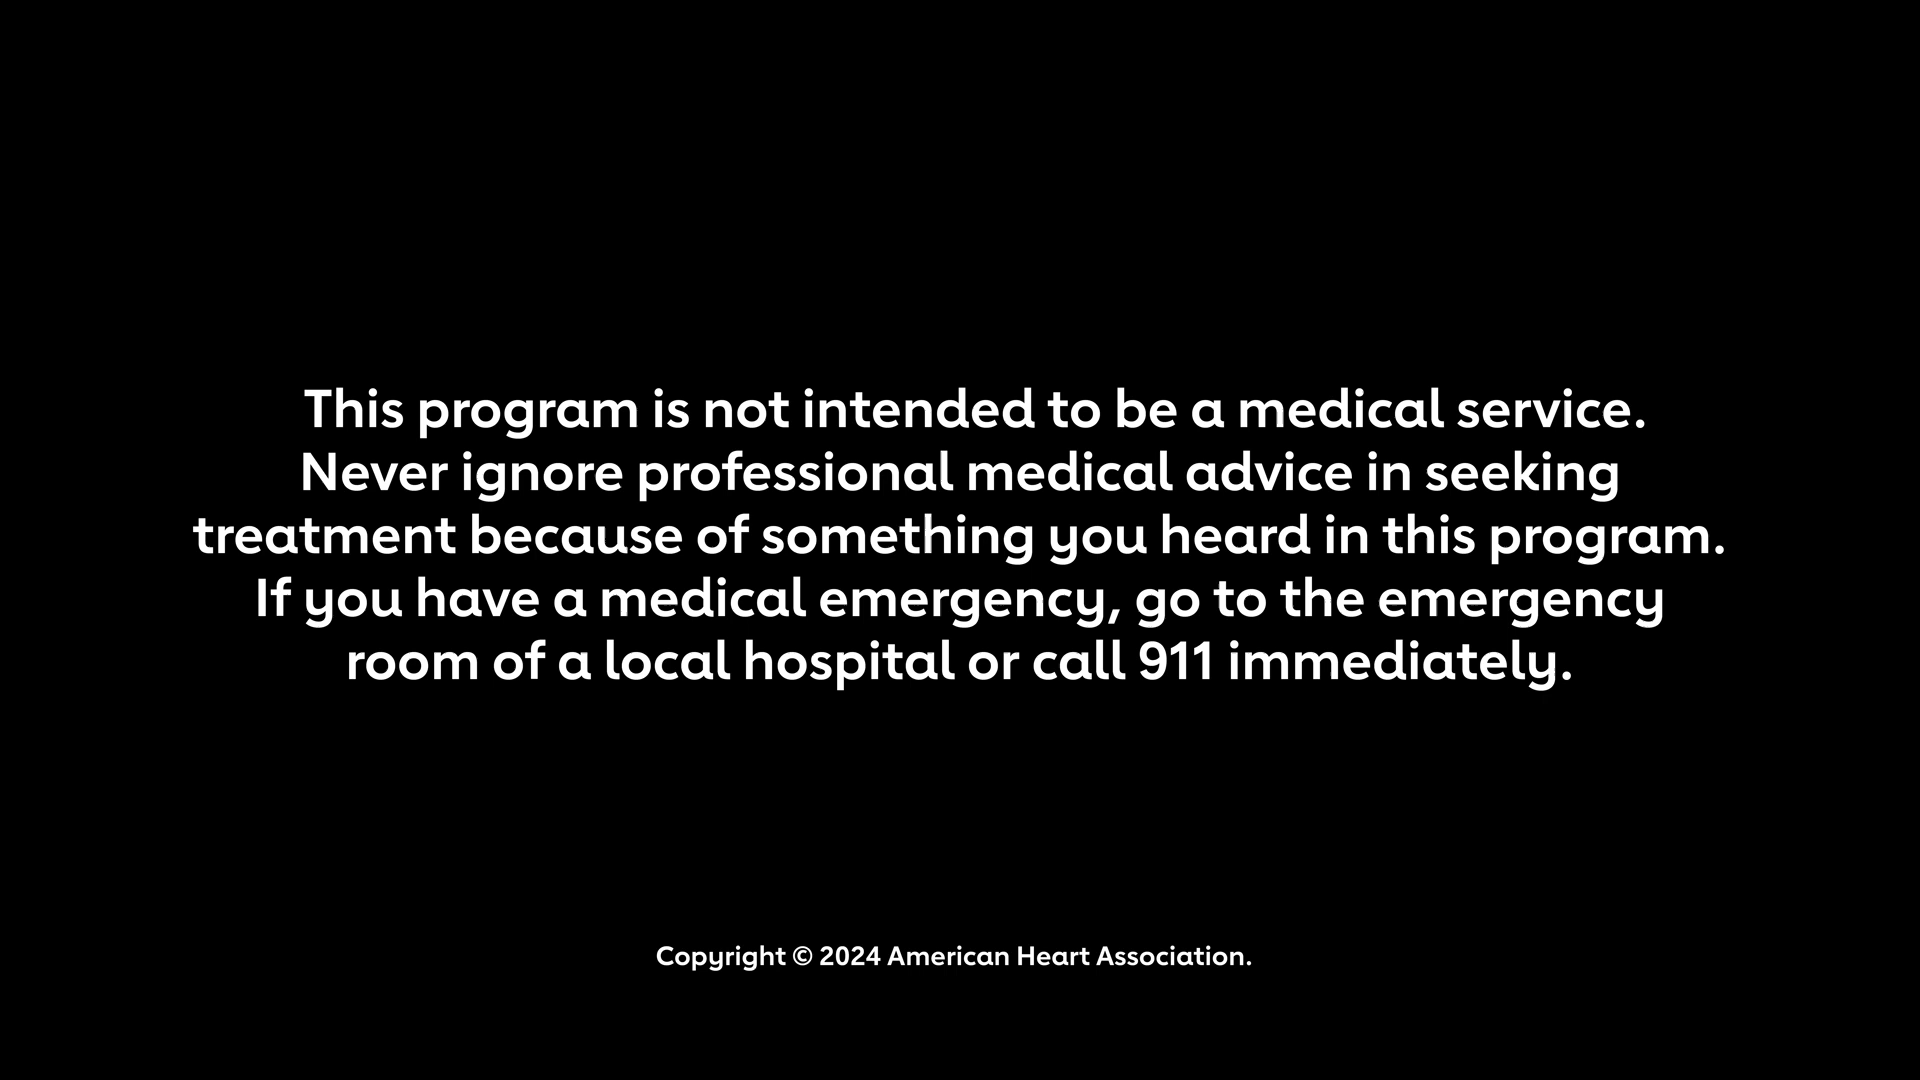 This program is not intended to be a medical service.
Never ignore professional medical advice in seeking
treatment because of something you heard in this program.
If you have a medical emergency, go to the emergency
room of a local hospital or call 911 immediately.
Copyright © 2024 American Heart Association.